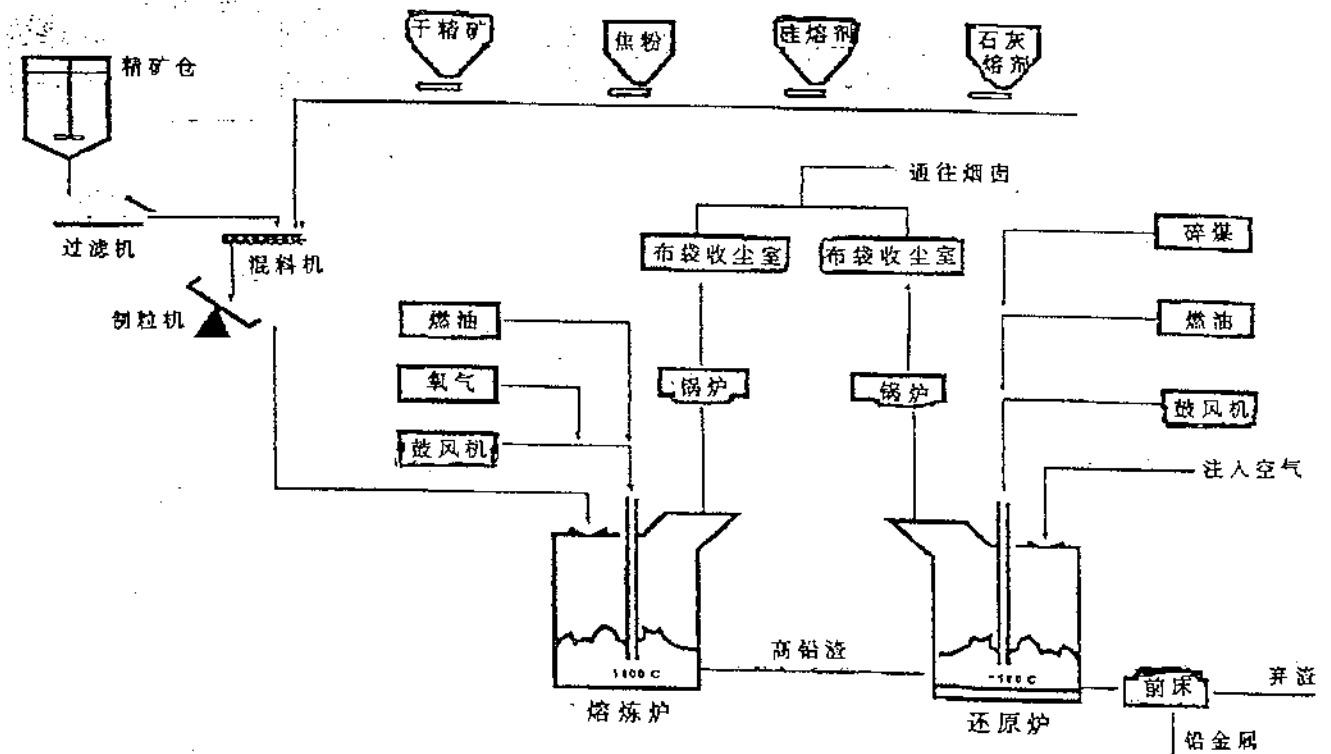 干精矿
焦粉
硅熔剂
石灰
熔剂
精矿仓
过滤机
混料机
制粒机
通往烟卤
布袋收尘室
布袋收尘室
碎煤
燃油
燃油
氧气
锅炉
锅炉
鼓风机
鼓风机
注入空气
高铅渣
熔炼炉
还原炉
前床
弃渣
铅金属